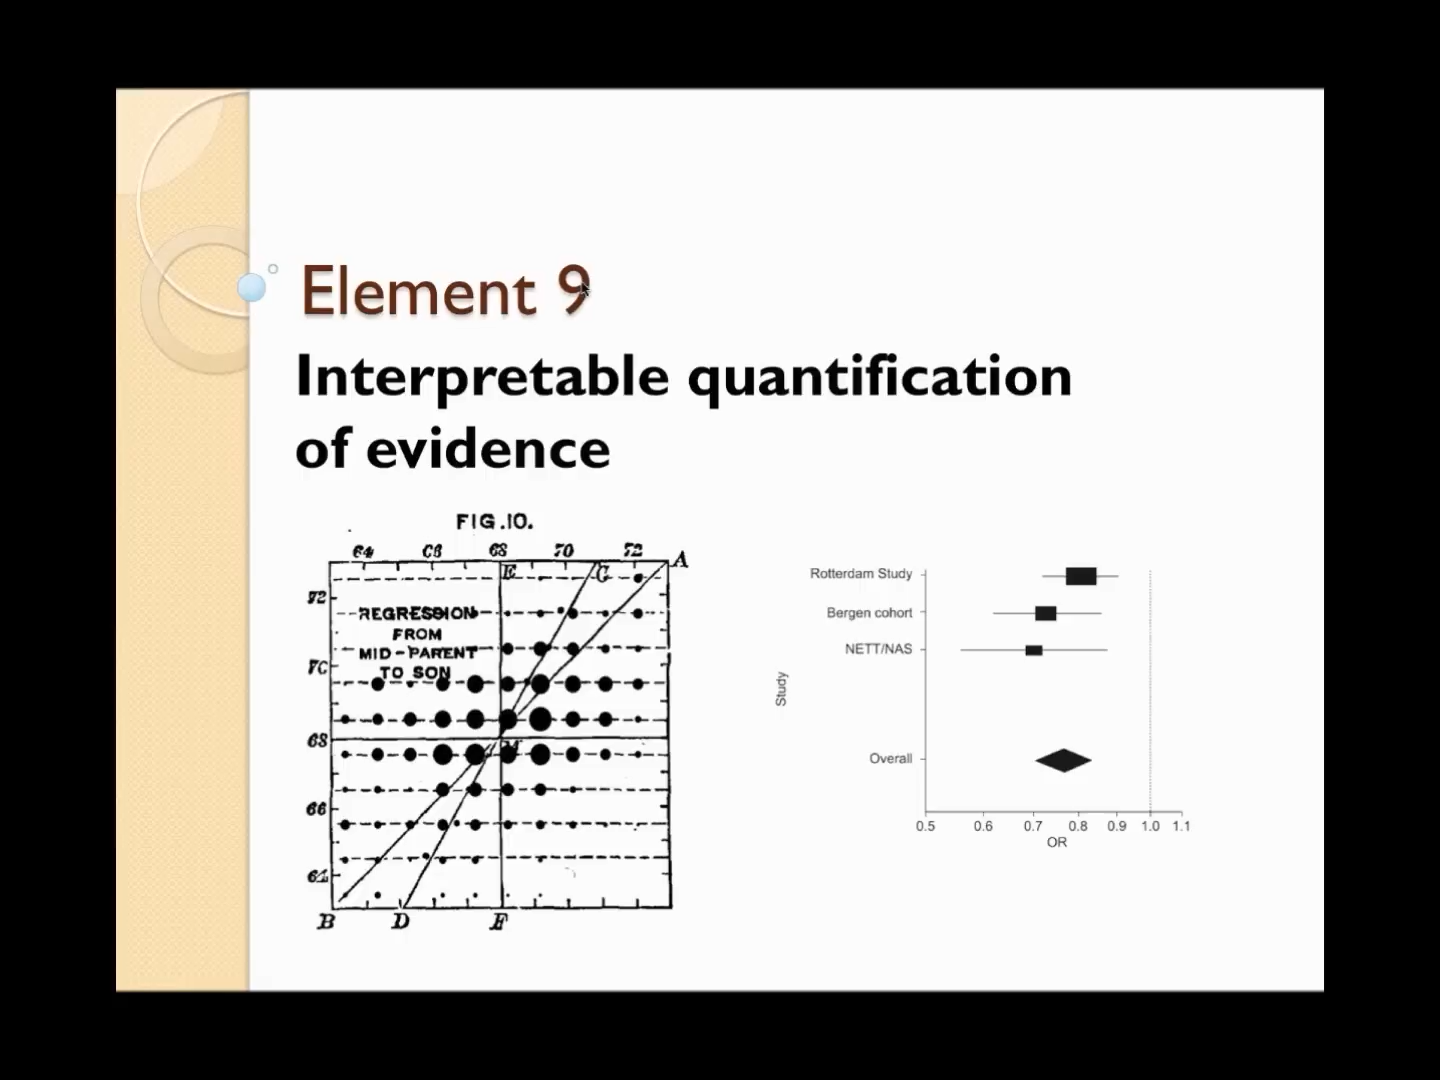 Element 9
Interpretable quantification
of evidence
FIG.10.
64 66 68 70 72
A
E
C
72
REGRESSION
FROM
MID-PARENT
TO SON
70
68
M
66
64
B D F
Rotterdam Study
Bergen cohort
NETT/NAS
Study
Overall
0.5 0.6 0.7 0.8 0.9 1.0 1.1
OR